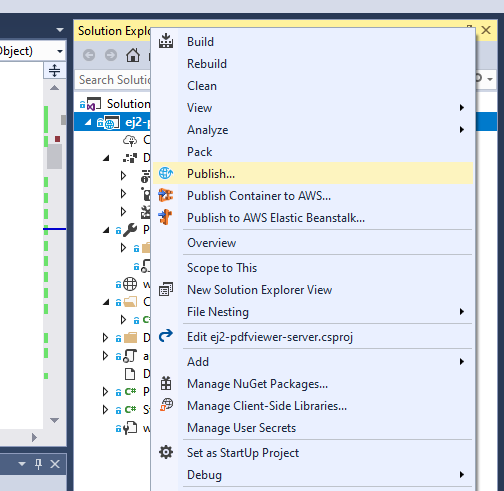 Object)
Solution Explo
Search Solutio
Solution
ej2-p
C
D
P
w
C
C#
D
a
D
C# P
C# S
w
Build
Rebuild
Clean
View
Analyze
Pack
Publish...
Publish Container to AWS...
Publish to AWS Elastic Beanstalk...
Overview
Scope to This
New Solution Explorer View
File Nesting
Edit ej2-pdfviewer-server.csproj
Add
Manage NuGet Packages...
Manage Client-Side Libraries...
Manage User Secrets
Set as StartUp Project
Debug